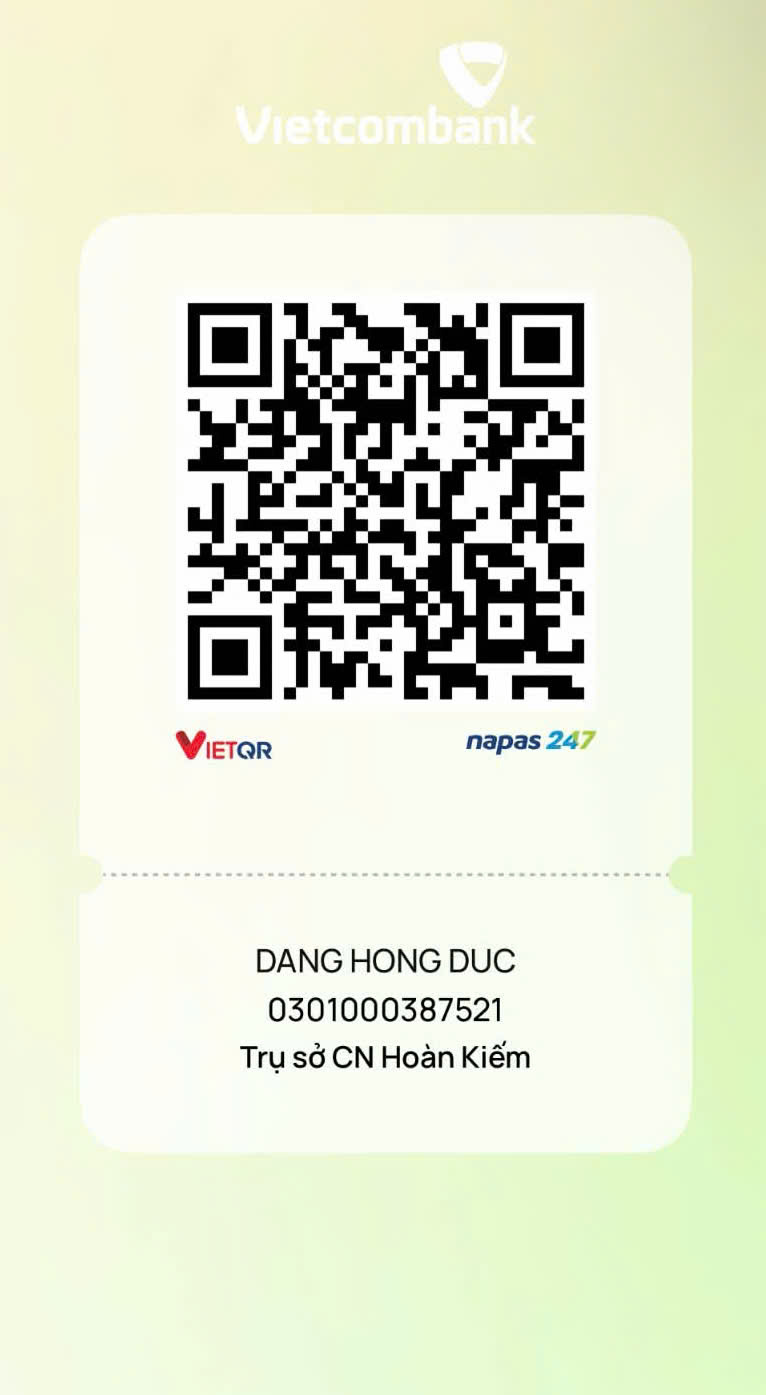 Vietcombank
VIETQR
napas 247
DANG HONG DUC
0301000387521
Trụ sở CN Hoàn Kiếm